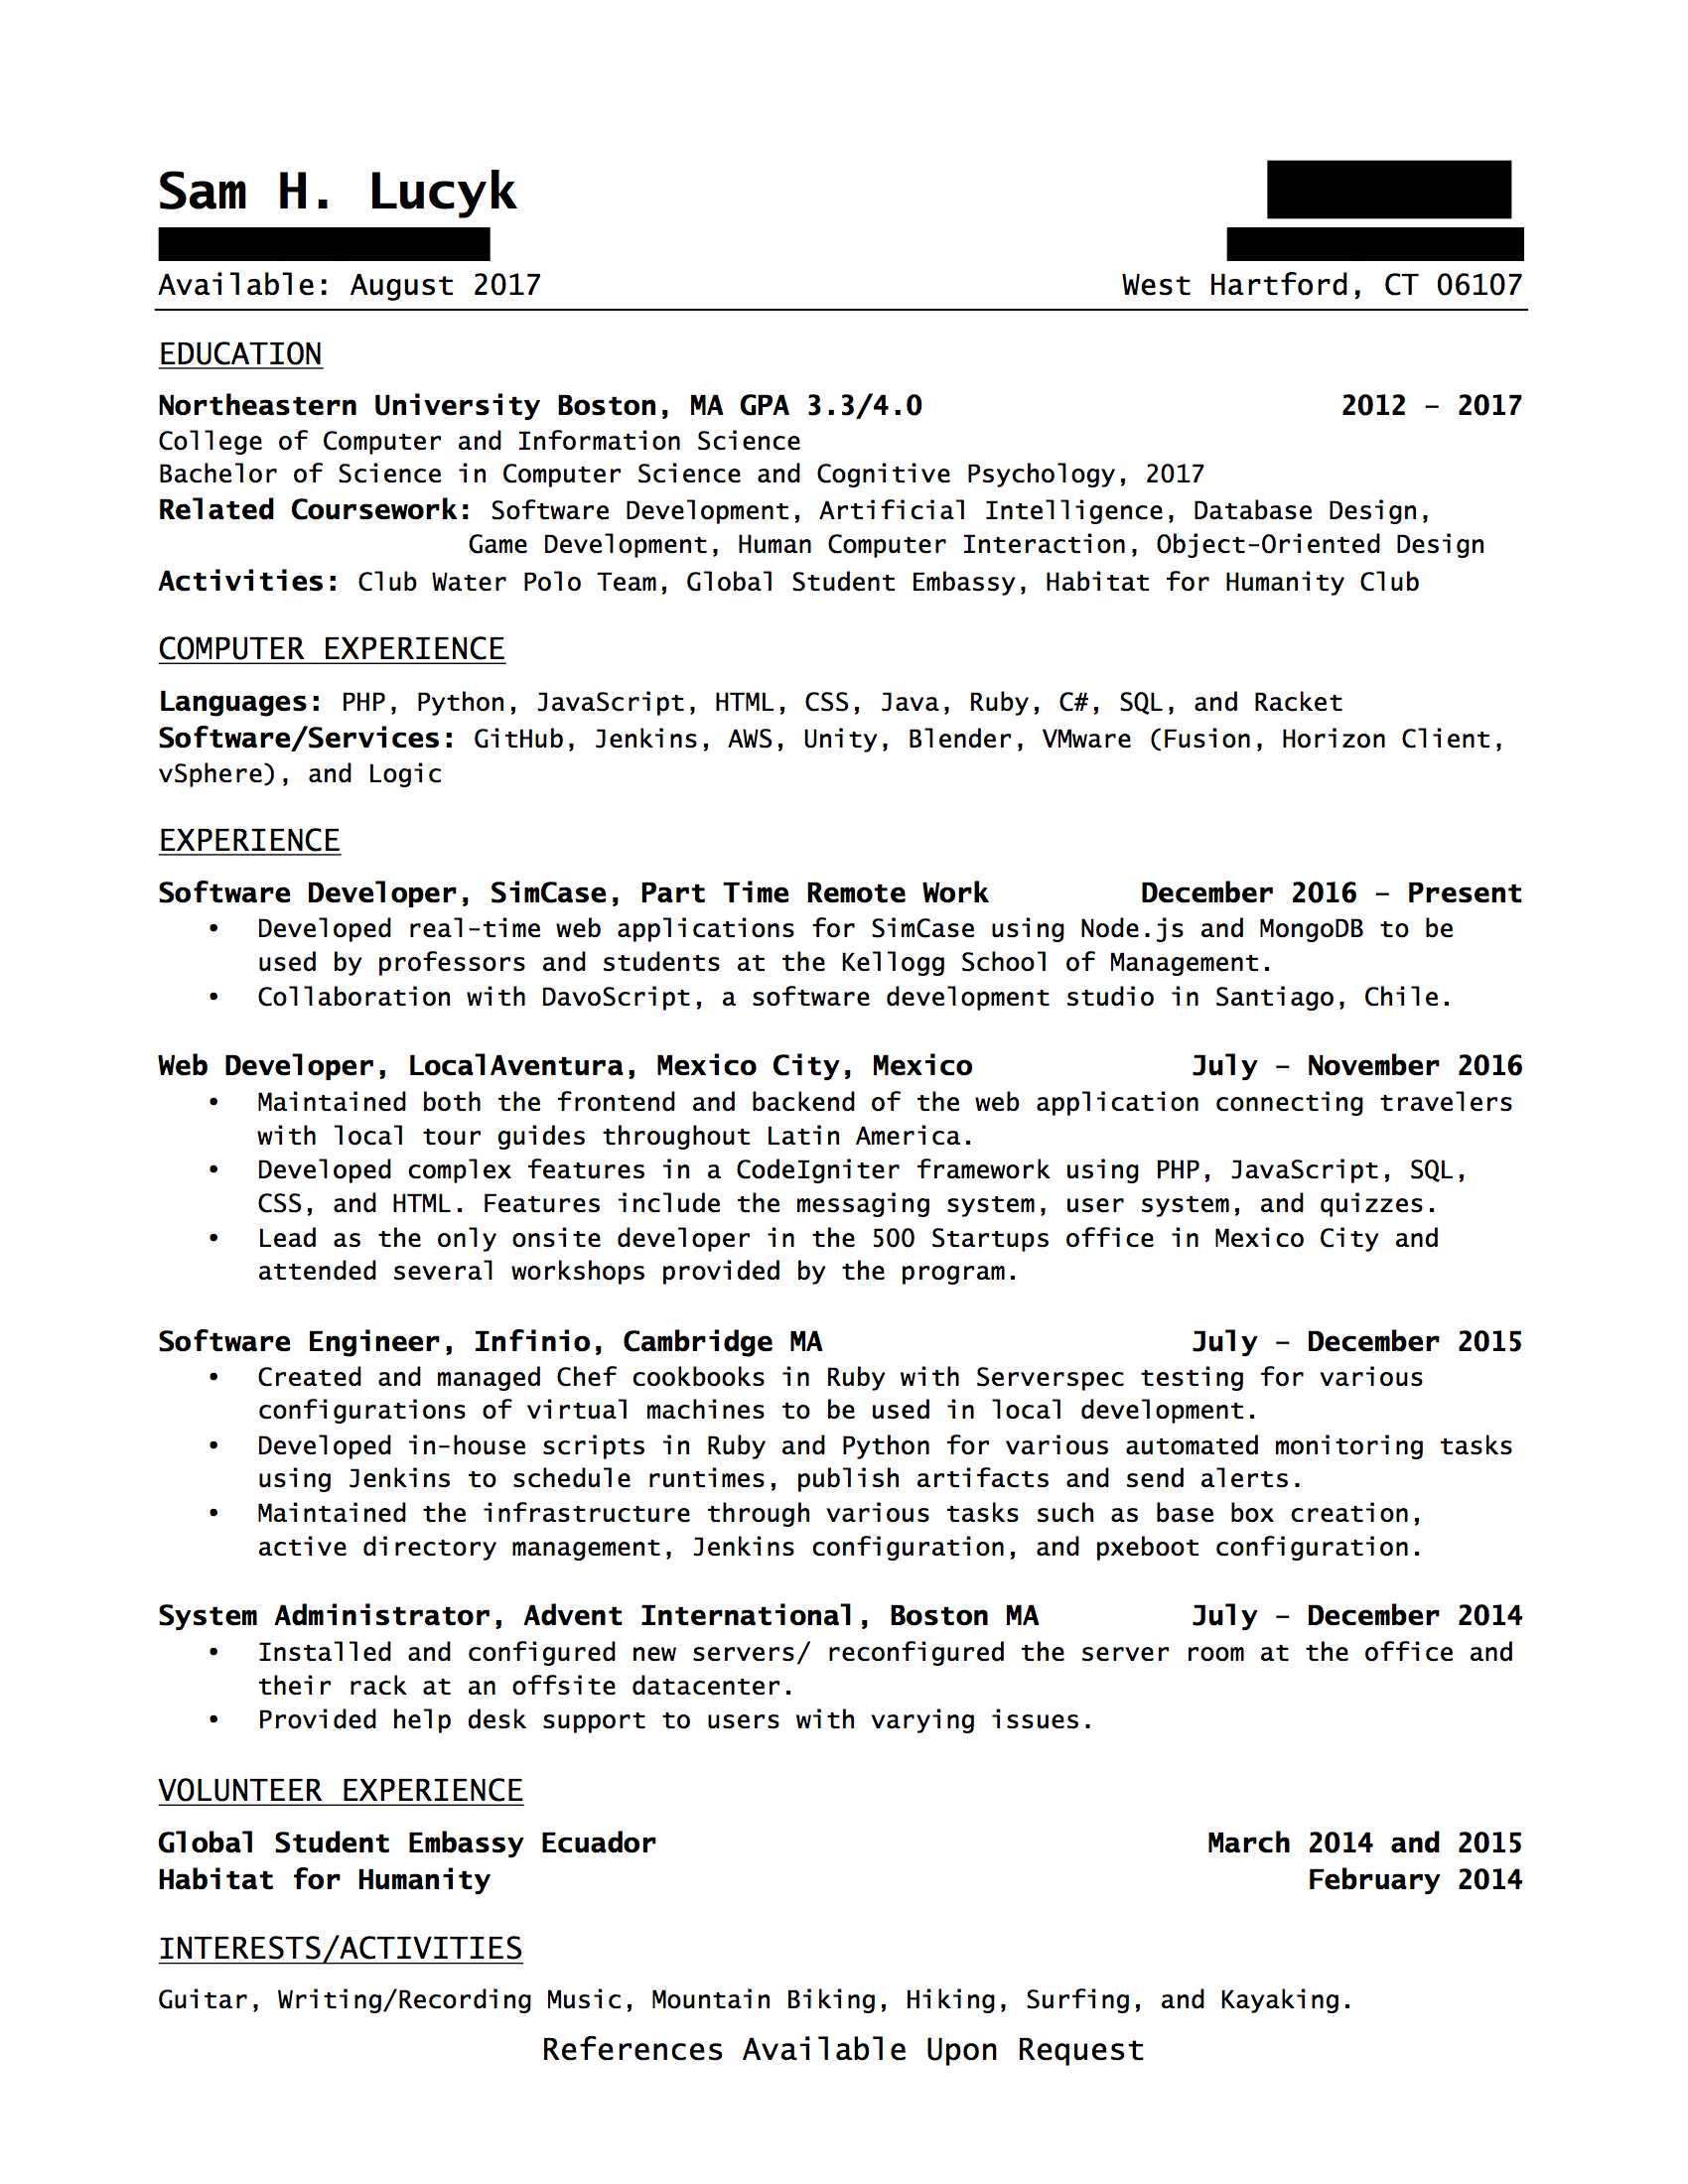 Sam H. Lucyk
Available: August 2017 West Hartford, CT 06107
EDUCATION
Northeastern University Boston, MA GPA 3.3/4.0 2012 – 2017
College of Computer and Information Science
Bachelor of Science in Computer Science and Cognitive Psychology, 2017
Related Coursework: Software Development, Artificial Intelligence, Database Design,
Game Development, Human Computer Interaction, Object-Oriented Design
Activities: Club Water Polo Team, Global Student Embassy, Habitat for Humanity Club
COMPUTER EXPERIENCE
Languages: PHP, Python, JavaScript, HTML, CSS, Java, Ruby, C#, SQL, and Racket
Software/Services: GitHub, Jenkins, AWS, Unity, Blender, VMware (Fusion, Horizon Client,
vSphere), and Logic
EXPERIENCE
Software Developer, SimCase, Part Time Remote Work December 2016 – Present
• Developed real-time web applications for SimCase using Node.js and MongoDB to be
used by professors and students at the Kellogg School of Management.
• Collaboration with DavoScript, a software development studio in Santiago, Chile.
Web Developer, LocalAventura, Mexico City, Mexico July – November 2016
• Maintained both the frontend and backend of the web application connecting travelers
with local tour guides throughout Latin America.
• Developed complex features in a CodeIgniter framework using PHP, JavaScript, SQL,
CSS, and HTML. Features include the messaging system, user system, and quizzes.
• Lead as the only onsite developer in the 500 Startups office in Mexico City and
attended several workshops provided by the program.
Software Engineer, Infinio, Cambridge MA July – December 2015
• Created and managed Chef cookbooks in Ruby with Serverspec testing for various
configurations of virtual machines to be used in local development.
• Developed in-house scripts in Ruby and Python for various automated monitoring tasks
using Jenkins to schedule runtimes, publish artifacts and send alerts.
• Maintained the infrastructure through various tasks such as base box creation,
active directory management, Jenkins configuration, and pxeboot configuration.
System Administrator, Advent International, Boston MA July – December 2014
• Installed and configured new servers/ reconfigured the server room at the office and
their rack at an offsite datacenter.
• Provided help desk support to users with varying issues.
VOLUNTEER EXPERIENCE
Global Student Embassy Ecuador March 2014 and 2015
Habitat for Humanity February 2014
INTERESTS/ACTIVITIES
Guitar, Writing/Recording Music, Mountain Biking, Hiking, Surfing, and Kayaking.
References Available Upon Request